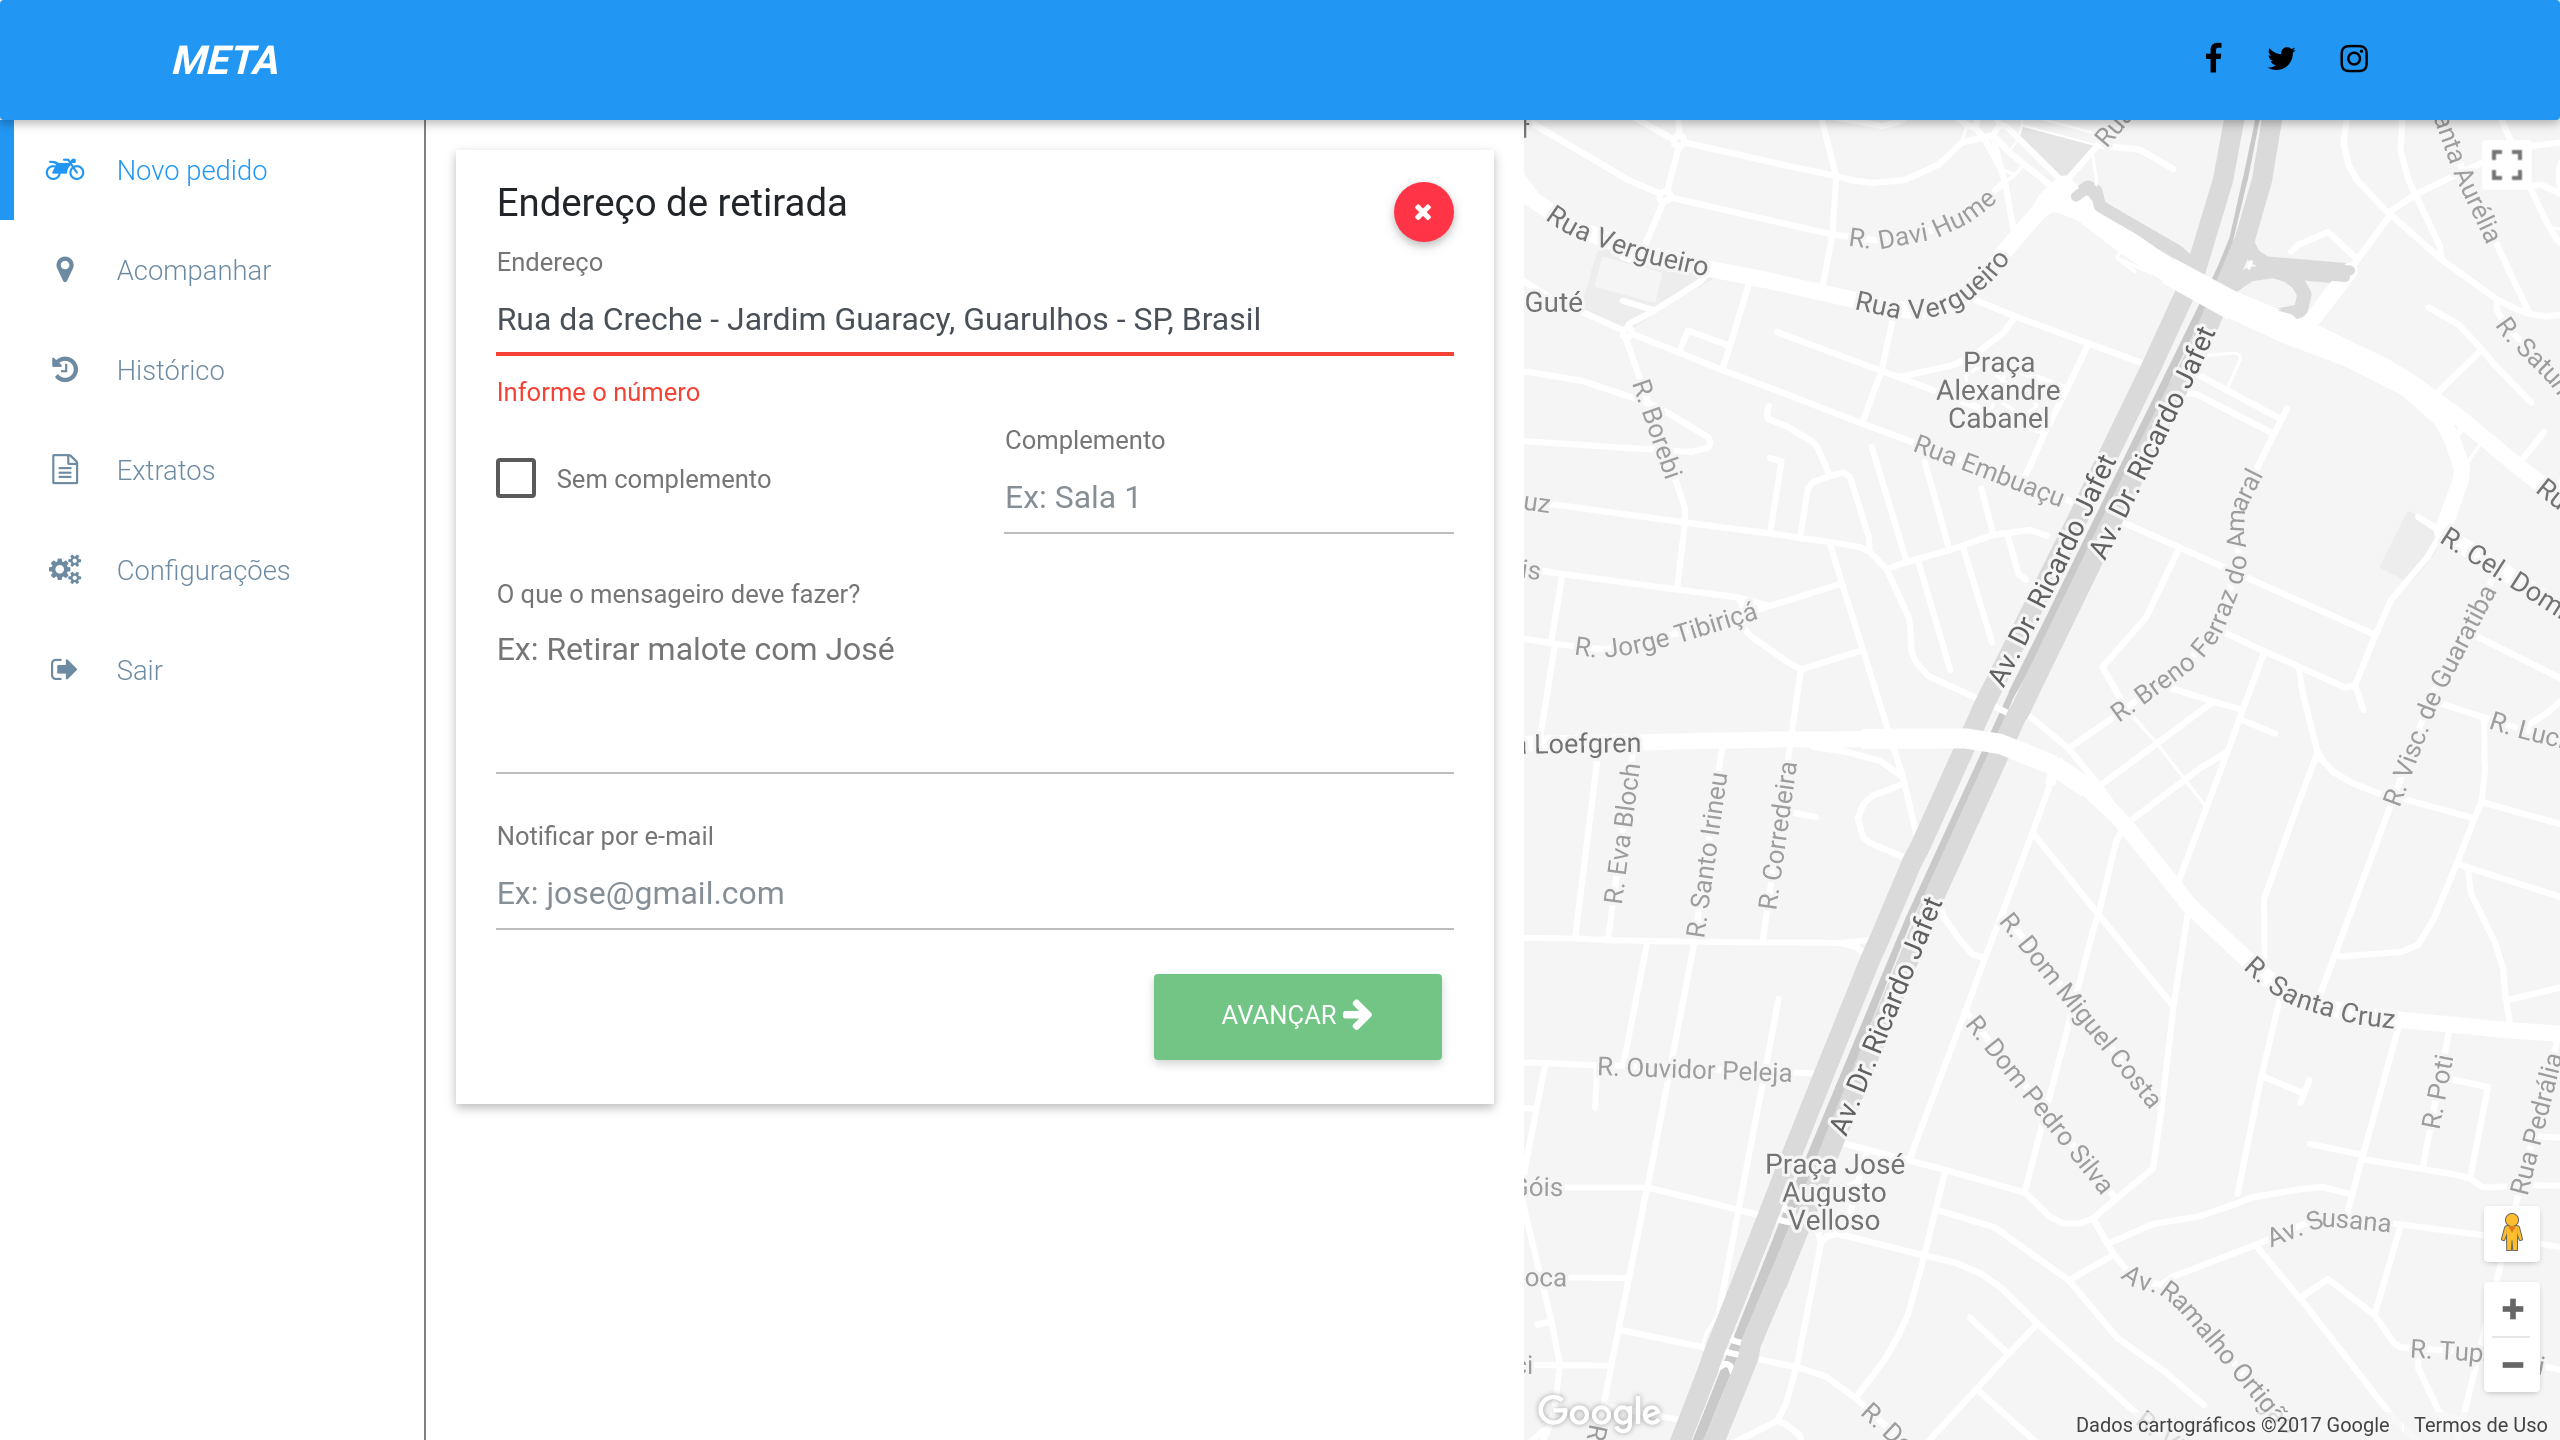 META
Novo pedido
Acompanhar
Histórico
Extratos
Configurações
Sair
Endereço de retirada
Endereço
Rua da Creche - Jardim Guaracy, Guarulhos - SP, Brasil
Informe o número
Sem complemento
Complemento
Ex: Sala 1
O que o mensageiro deve fazer?
Ex: Retirar malote com José
Notificar por e-mail
Ex: jose@gmail.com
AVANÇAR
Rua Vergueiro
R. Davi Hume
Rua Vergueiro
Guté
Praça
Alexandre
Cabanel
R. Borebi
Rua Embuaçu
Av. Dr. Ricardo Jafet
Av. Dr. Ricardo Jafet
R. Breno Ferraz do Amaral
R. Cel. Dom.
R. Visc. de Guaratiba
R. Jorge Tibiriçá
Loefgren
R. Eva Bloch
R. Santo Irineu
R. Corredeira
Av. Dr. Ricardo Jafet
R. Dom Miguel Costa
R. Dom Pedro Silva
R. Santa Cruz
R. Ouvidor Peleja
R. Poti
Rua Pedrália
Praça José
Augusto
Velloso
Av. Susana
Av. Ramalho Ortig
R. Tup
Google
Dados cartográficos ©2017 Google
Termos de Uso